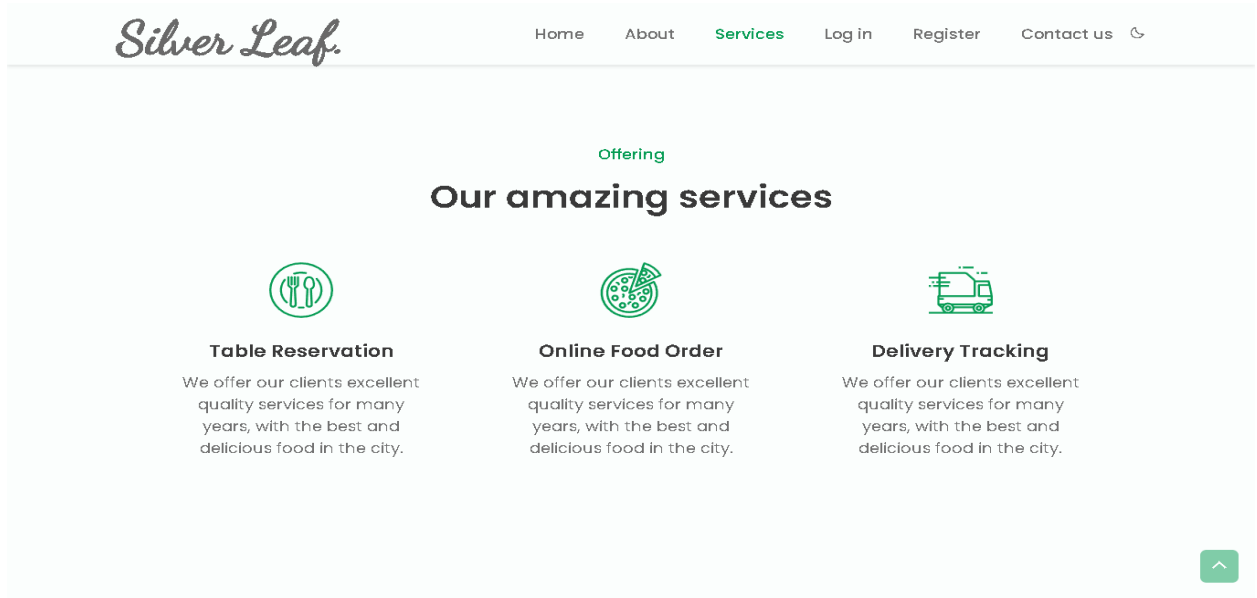 Silver Leaf.
Home About Services Log in Register Contact us
Offering
Our amazing services
Table Reservation
We offer our clients excellent
quality services for many
years, with the best and
delicious food in the city.
Online Food Order
We offer our clients excellent
quality services for many
years, with the best and
delicious food in the city.
Delivery Tracking
We offer our clients excellent
quality services for many
years, with the best and
delicious food in the city.